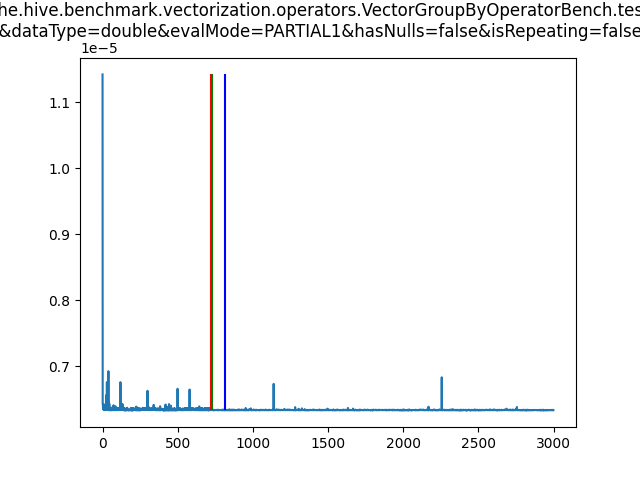 he.hive.benchmark.vectorization.operators.VectorGroupByOperatorBench.tes
&dataType=double&evalMode=PARTIAL1&hasNulls=false&isRepeating=false
1e−5
1.1
1.0
0.9
0.8
0.7
0 500 1000 1500 2000 2500 3000